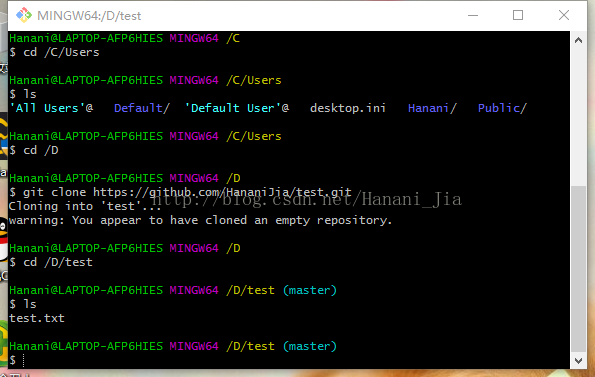 MINGW64:/D/test
Hanani@LAPTOP-AFP6HIES MINGW64 /C
$ cd /C/Users
Hanani@LAPTOP-AFP6HIES MINGW64 /C/Users
$ ls
'All Users'@   Default/  'Default User'@   desktop.ini   Hanani/   Public/
Hanani@LAPTOP-AFP6HIES MINGW64 /C/Users
$ cd /D
Hanani@LAPTOP-AFP6HIES MINGW64 /D
$ git clone https://github.com/HananiJia/test.git
http://blog.csdn.net/Hanani_Jia
Cloning into 'test'...
warning: You appear to have cloned an empty repository.
Hanani@LAPTOP-AFP6HIES MINGW64 /D
$ cd /D/test
Hanani@LAPTOP-AFP6HIES MINGW64 /D/test (master)
$ ls
test.txt
Hanani@LAPTOP-AFP6HIES MINGW64 /D/test (master)
$